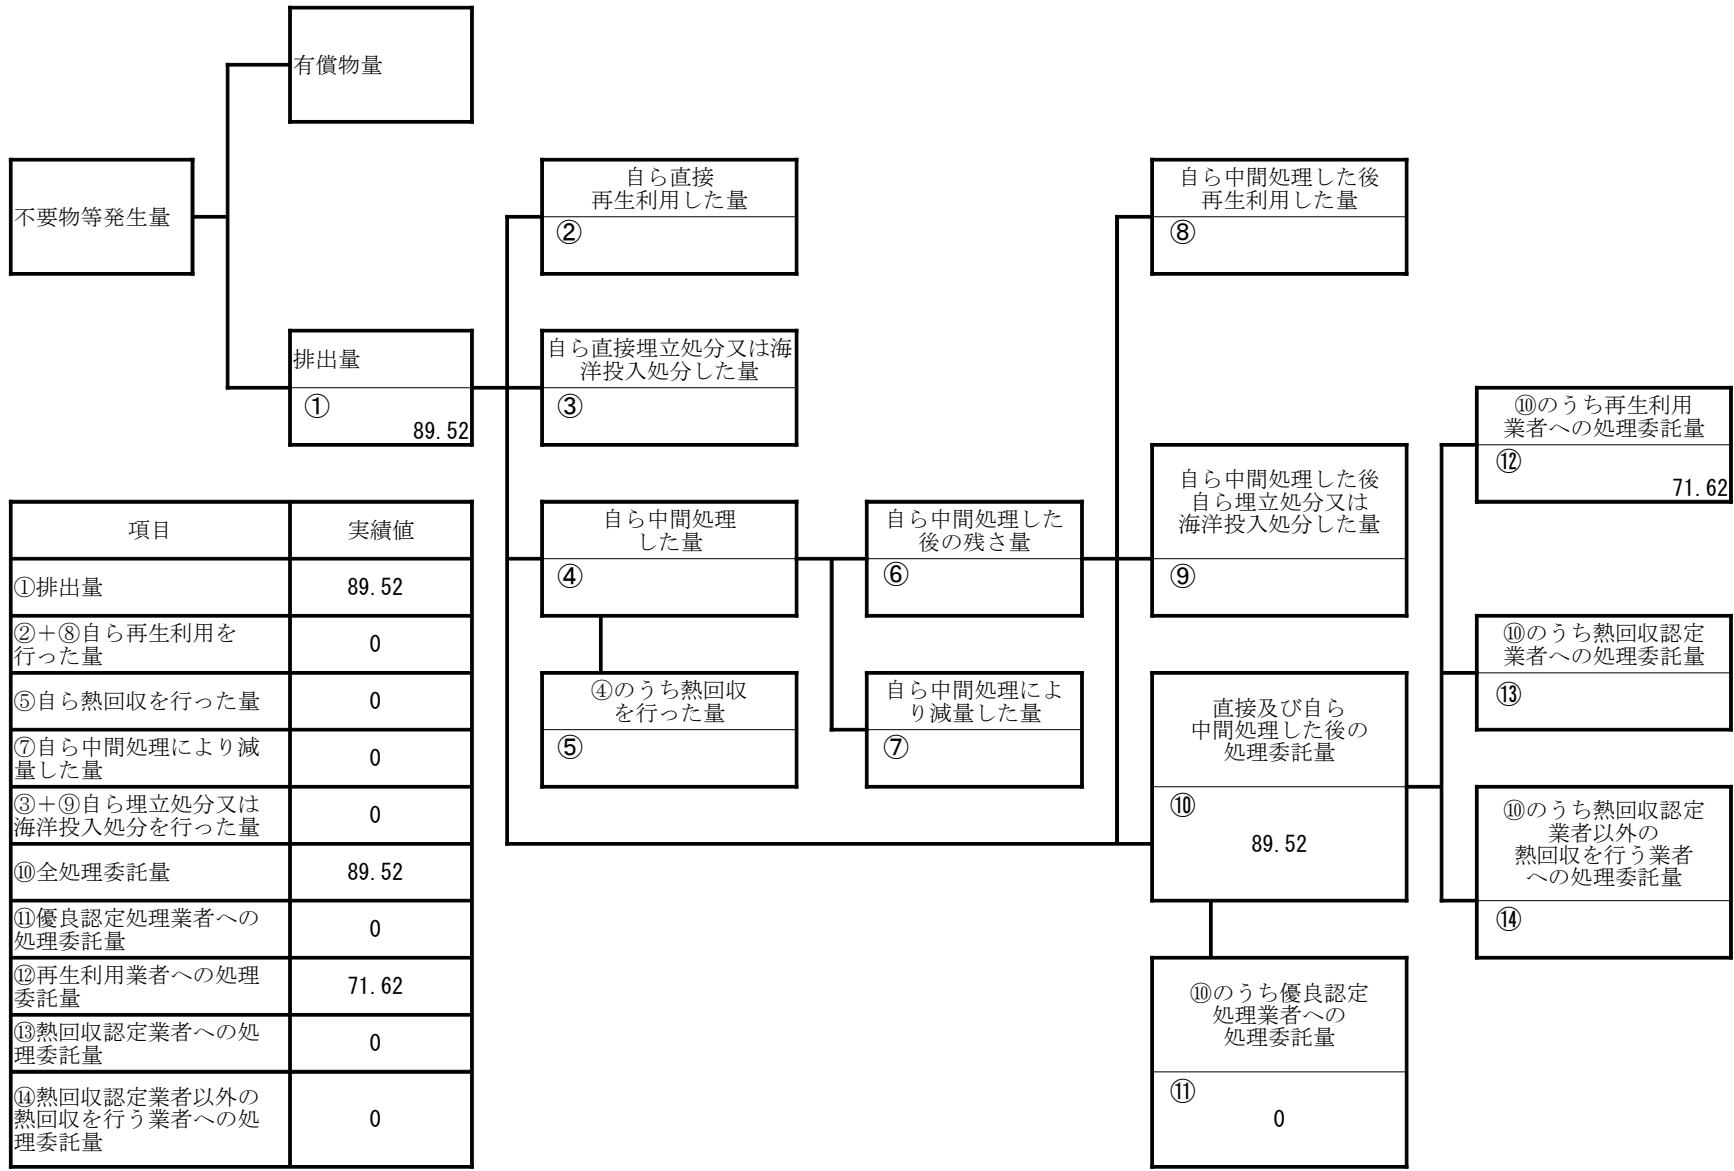 有償物量
不要物等発生量
排出量
①
89.52
自ら直接
再生利用した量
②
自ら直接埋立処分又は海
洋投入処分した量
③
自ら中間処理
した量
④
④のうち熱回収
を行った量
⑤
自ら中間処理した
後の残さ量
⑥
自ら中間処理によ
り減量した量
⑦
自ら中間処理した後
再生利用した量
⑧
自ら中間処理した後
自ら埋立処分又は
海洋投入処分した量
⑨
直接及び自ら
中間処理した後の
処理委託量
⑩
89.52
⑩のうち優良認定
処理業者への
処理委託量
⑪
0
⑩のうち再生利用
業者への処理委託量
⑫
71.62
⑩のうち熱回収認定
業者への処理委託量
⑬
⑩のうち熱回収認定
業者以外の
熱回収を行う業者
への処理委託量
⑭
項目 実績値
①排出量 89.52
②＋⑧自ら再生利用を
行った量 0
⑤自ら熱回収を行った量 0
⑦自ら中間処理により減
量した量 0
③＋⑨自ら埋立処分又は
海洋投入処分を行った量 0
⑩全処理委託量 89.52
⑪優良認定処理業者への
処理委託量 0
⑫再生利用業者への処理
委託量 71.62
⑬熱回収認定業者への処
理委託量 0
⑭熱回収認定業者以外の
熱回収を行う業者への処
理委託量 0